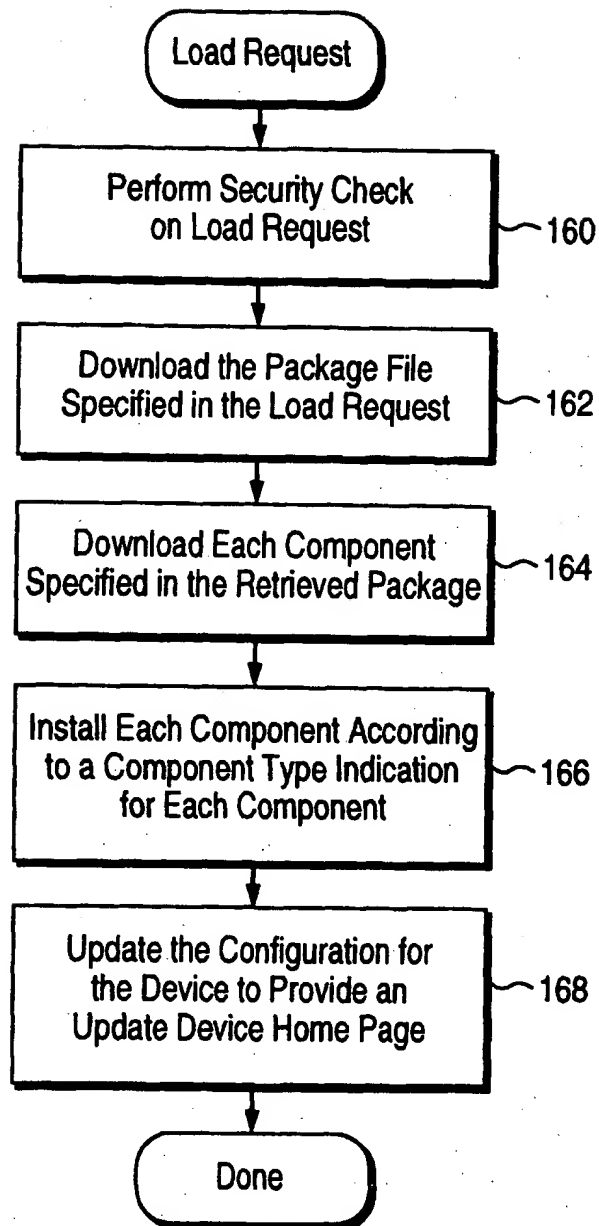 Load Request
Perform Security Check
on Load Request
160
Download the Package File
Specified in the Load Request
162
Download Each Component
Specified in the Retrieved Package
164
Install Each Component According
to a Component Type Indication
for Each Component
166
Update the Configuration for
the Device to Provide an
Update Device Home Page
168
Done